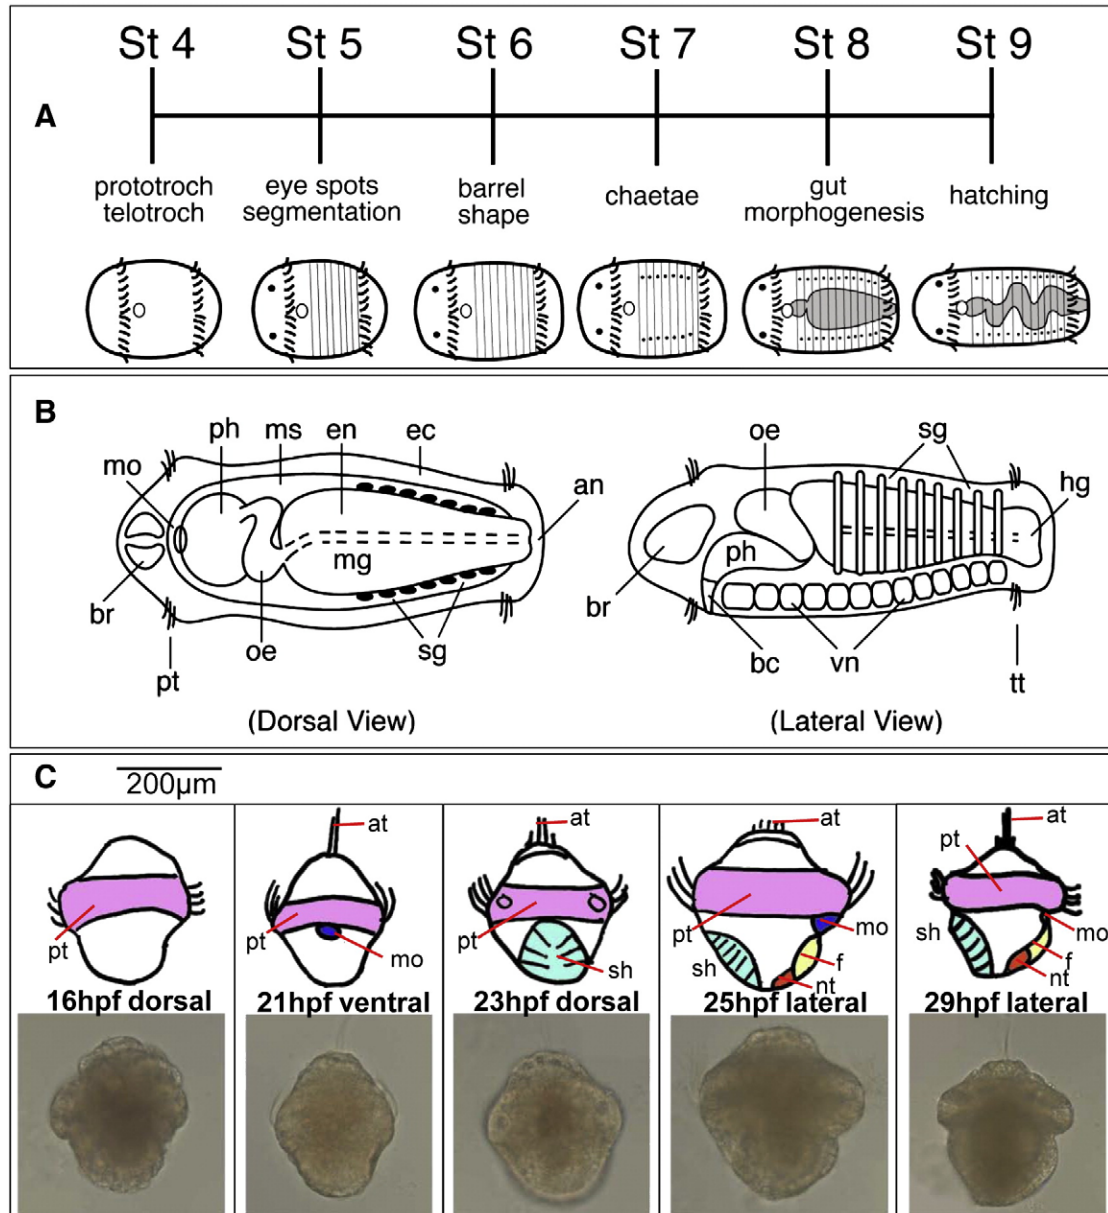 St 4 St 5 St 6 St 7 St 8 St 9
A
prototroch
telotroch
eye spots
segmentation
barrel
shape
chaetae
gut
morphogenesis
hatching
B
ph ms en ec
mo
an
mg
br
oe
sg
pt
(Dorsal View)
oe sg
hg
ph
br
bc vn
tt
(Lateral View)
C
200µm
pt
16hpf dorsal
at
pt
mo
21hpf ventral
at
pt
sh
23hpf dorsal
at
pt
mo
sh
f
nt
25hpf lateral
at
pt
mo
sh
f
nt
29hpf lateral